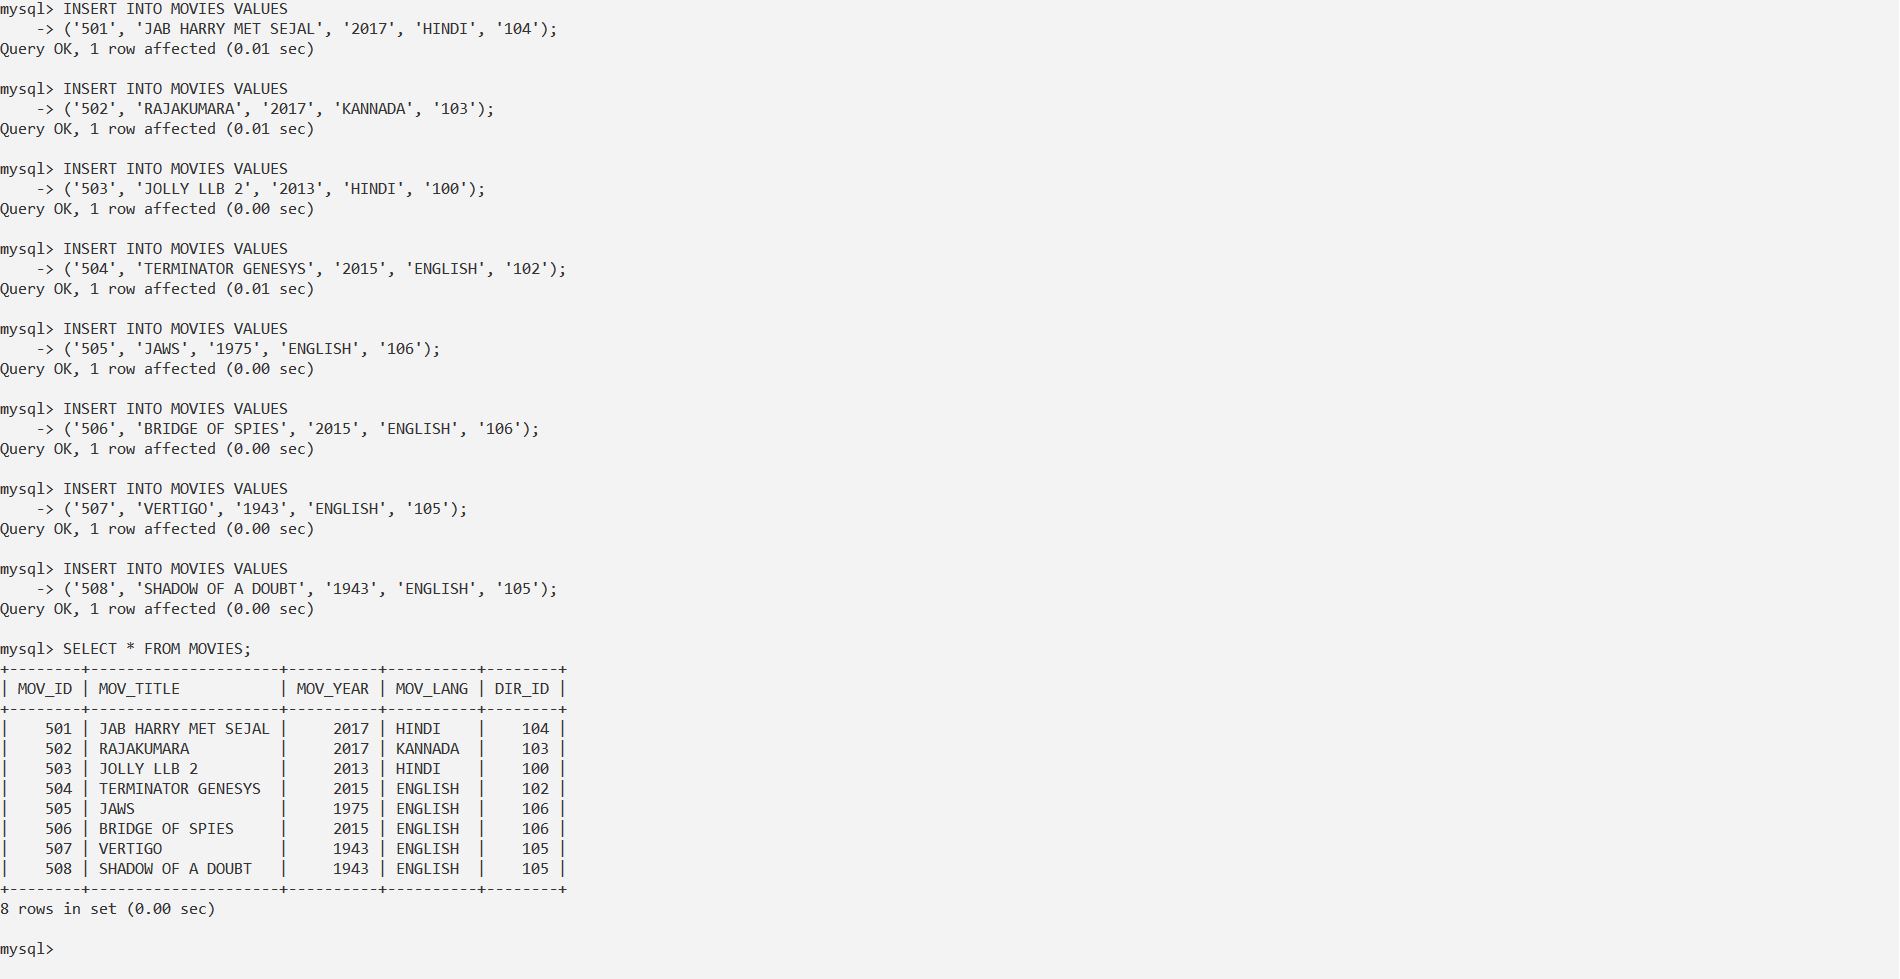 mysql> INSERT INTO MOVIES VALUES
    -> ('501', 'JAB HARRY MET SEJAL', '2017', 'HINDI', '104');
Query OK, 1 row affected (0.01 sec)

mysql> INSERT INTO MOVIES VALUES
    -> ('502', 'RAJAKUMARA', '2017', 'KANNADA', '103');
Query OK, 1 row affected (0.01 sec)

mysql> INSERT INTO MOVIES VALUES
    -> ('503', 'JOLLY LLB 2', '2013', 'HINDI', '100');
Query OK, 1 row affected (0.00 sec)

mysql> INSERT INTO MOVIES VALUES
    -> ('504', 'TERMINATOR GENESYS', '2015', 'ENGLISH', '102');
Query OK, 1 row affected (0.01 sec)

mysql> INSERT INTO MOVIES VALUES
    -> ('505', 'JAWS', '1975', 'ENGLISH', '106');
Query OK, 1 row affected (0.00 sec)

mysql> INSERT INTO MOVIES VALUES
    -> ('506', 'BRIDGE OF SPIES', '2015', 'ENGLISH', '106');
Query OK, 1 row affected (0.00 sec)

mysql> INSERT INTO MOVIES VALUES
    -> ('507', 'VERTIGO', '1943', 'ENGLISH', '105');
Query OK, 1 row affected (0.00 sec)

mysql> INSERT INTO MOVIES VALUES
    -> ('508', 'SHADOW OF A DOUBT', '1943', 'ENGLISH', '105');
Query OK, 1 row affected (0.00 sec)

mysql> SELECT * FROM MOVIES;
+--------+---------------------+----------+----------+--------+
| MOV_ID | MOV_TITLE           | MOV_YEAR | MOV_LANG | DIR_ID |
+--------+---------------------+----------+----------+--------+
|    501 | JAB HARRY MET SEJAL |     2017 | HINDI    |    104 |
|    502 | RAJAKUMARA          |     2017 | KANNADA  |    103 |
|    503 | JOLLY LLB 2         |     2013 | HINDI    |    100 |
|    504 | TERMINATOR GENESYS  |     2015 | ENGLISH  |    102 |
|    505 | JAWS                |     1975 | ENGLISH  |    106 |
|    506 | BRIDGE OF SPIES     |     2015 | ENGLISH  |    106 |
|    507 | VERTIGO             |     1943 | ENGLISH  |    105 |
|    508 | SHADOW OF A DOUBT   |     1943 | ENGLISH  |    105 |
+--------+---------------------+----------+----------+--------+
8 rows in set (0.00 sec)

mysql>